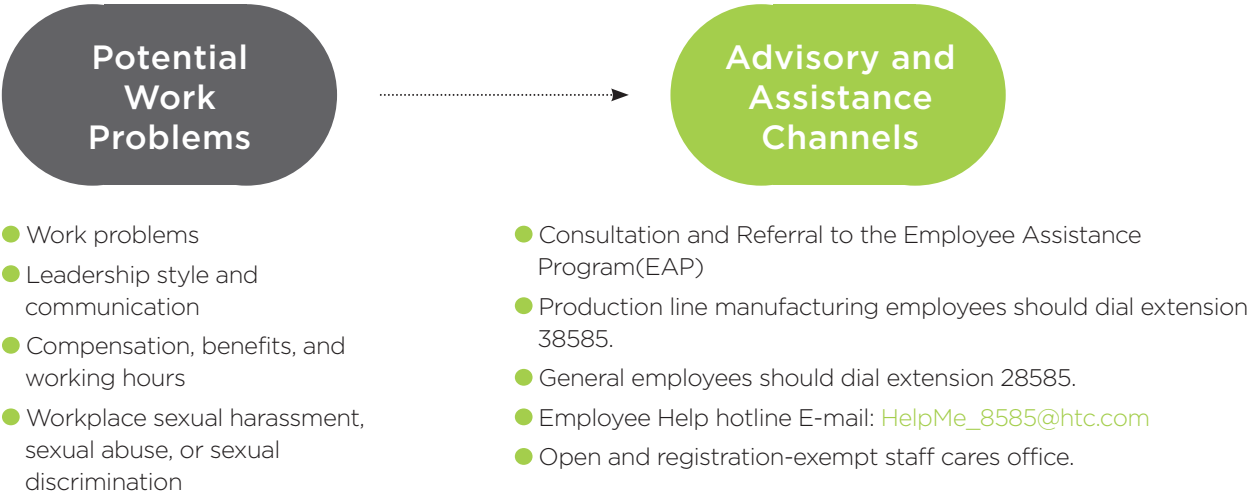 Potential
Work
Problems
Advisory and
Assistance
Channels
Work problems
Leadership style and
communication
Compensation, benefits, and
working hours
Workplace sexual harassment,
sexual abuse, or sexual
discrimination
Consultation and Referral to the Employee Assistance
Program(EAP)
Production line manufacturing employees should dial extension
38585.
General employees should dial extension 28585.
Employee Help hotline E-mail: HelpMe_8585@htc.com
Open and registration-exempt staff cares office.